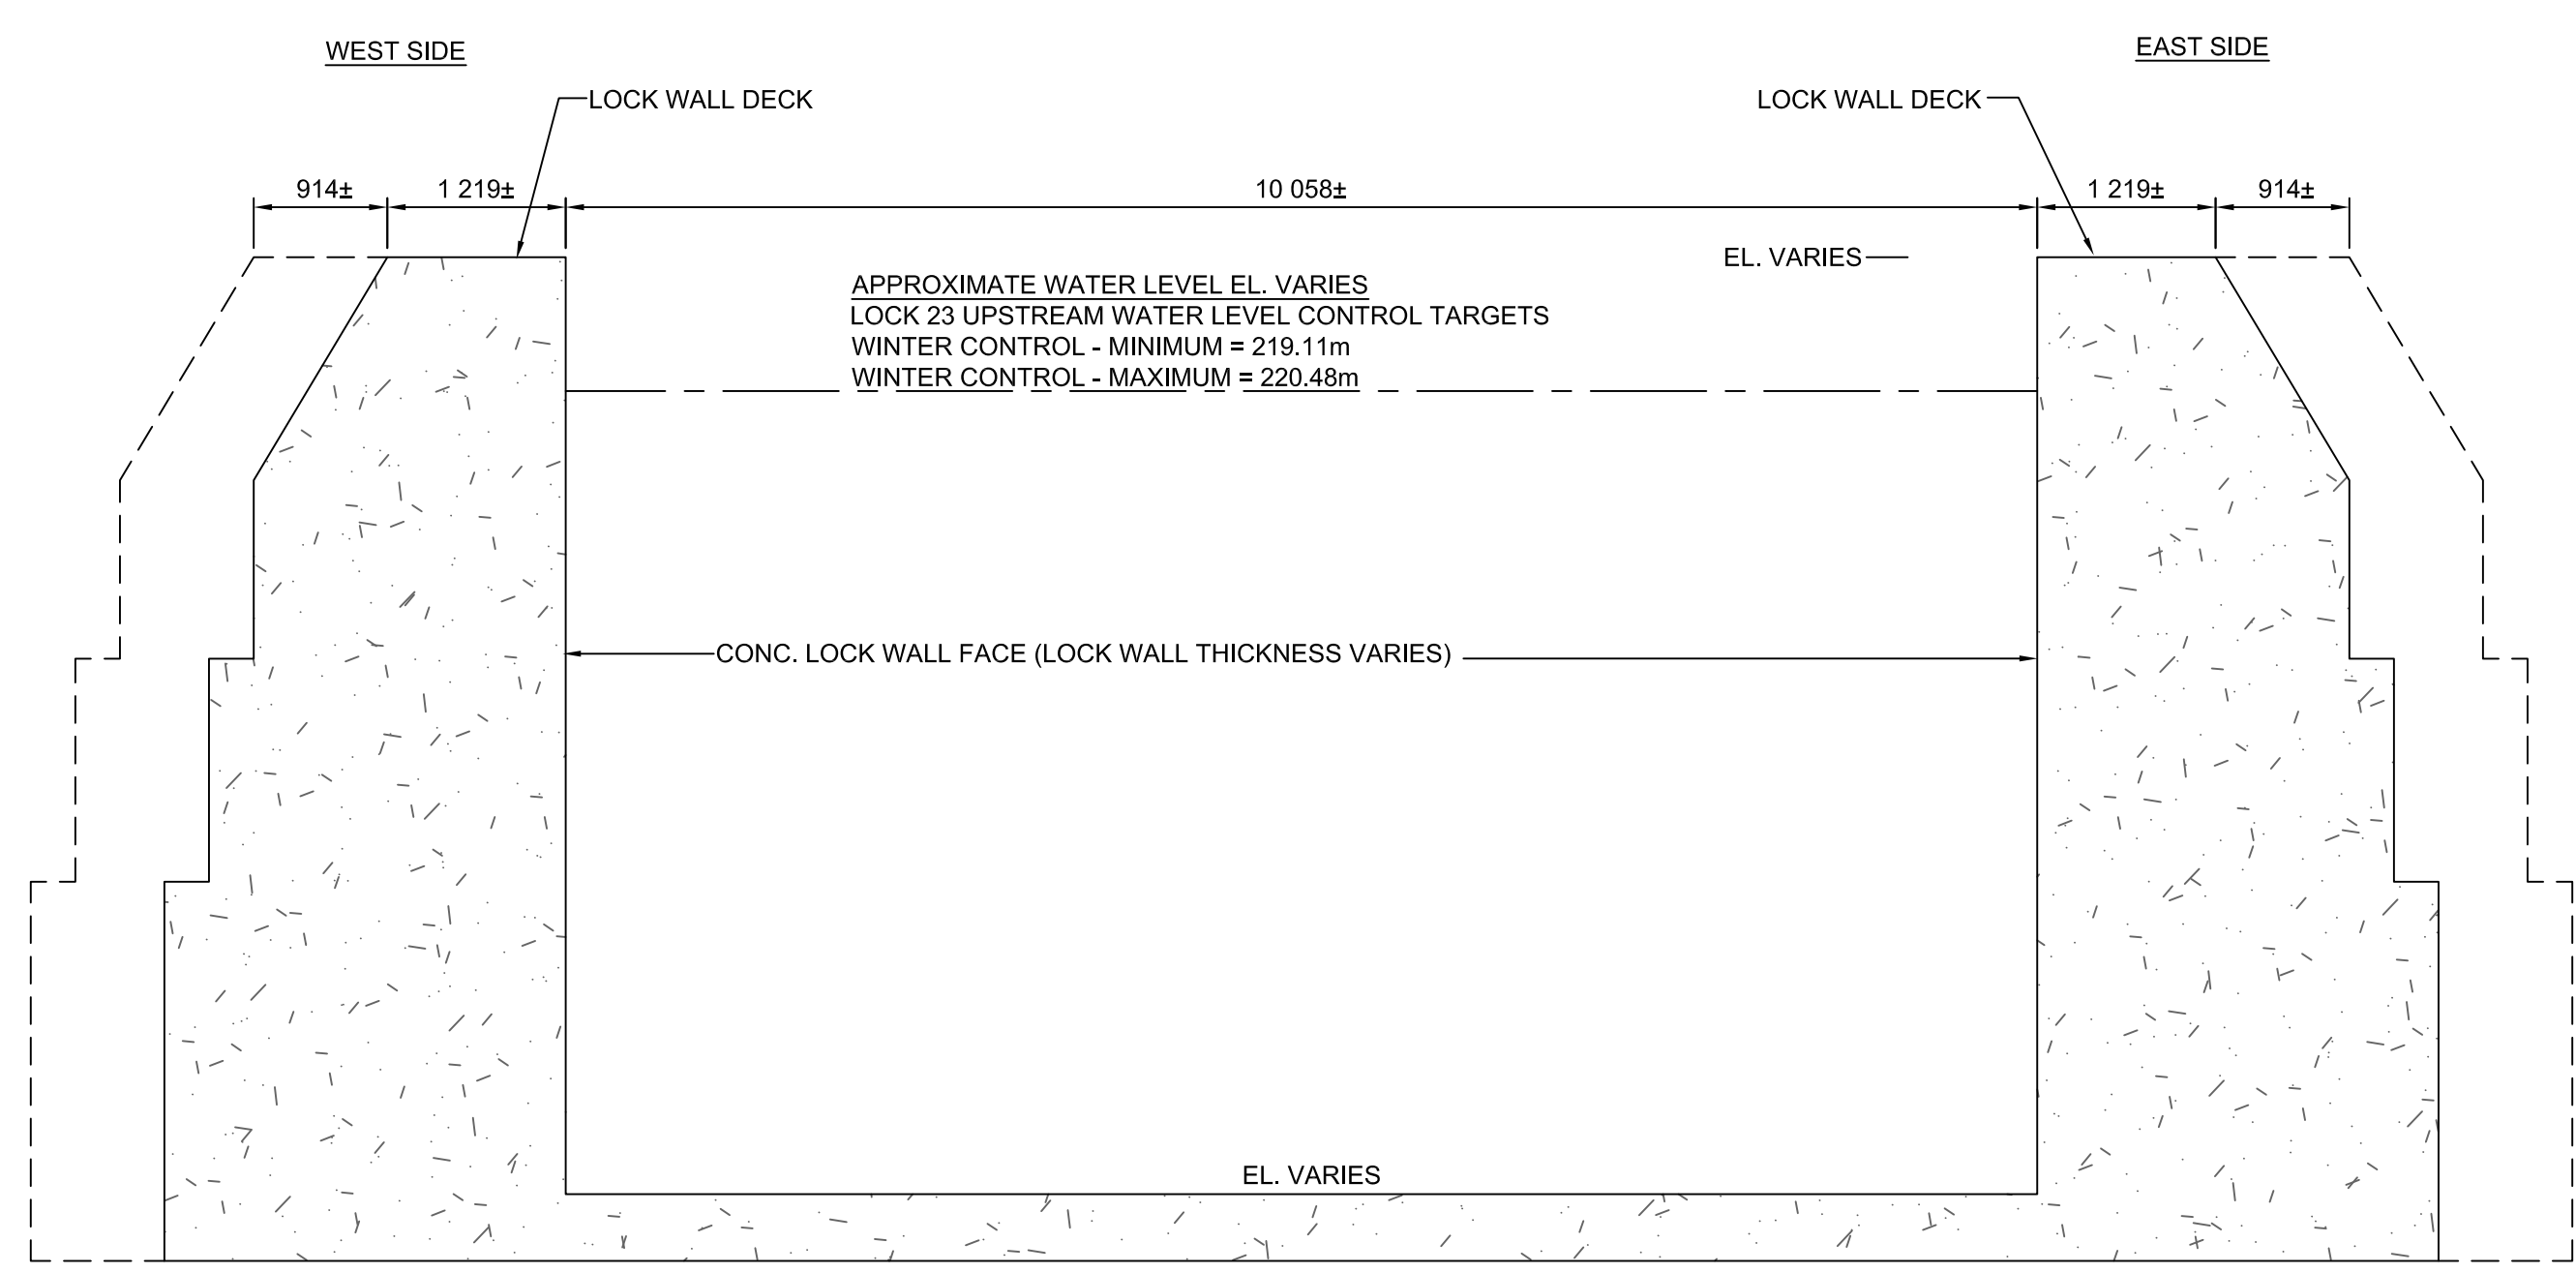 WEST SIDE
EAST SIDE
LOCK WALL DECK
LOCK WALL DECK
914±
1 219±
10 058±
1 219±
914±
EL. VARIES
APPROXIMATE WATER LEVEL EL. VARIES
LOCK 23 UPSTREAM WATER LEVEL CONTROL TARGETS
WINTER CONTROL - MINIMUM = 219.11m
WINTER CONTROL - MAXIMUM = 220.48m
CONC. LOCK WALL FACE (LOCK WALL THICKNESS VARIES)
EL. VARIES